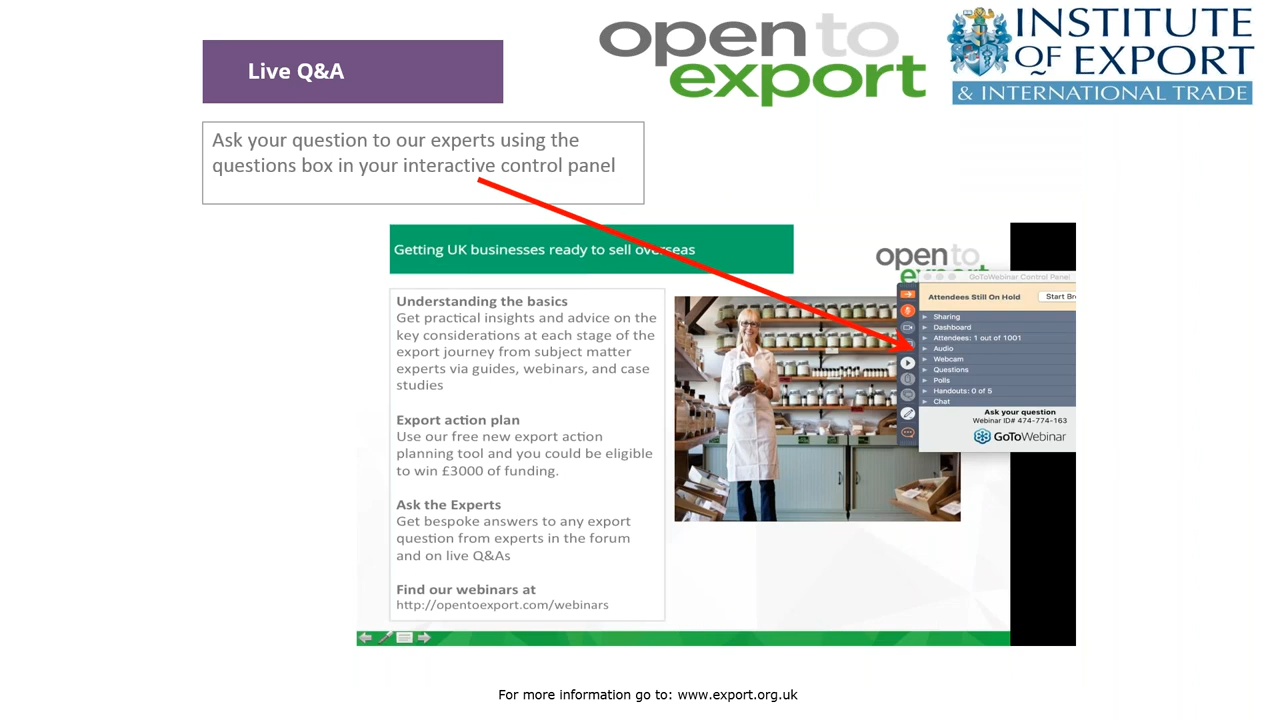 Live Q&A
open to
export
INSTITUTE
OF EXPORT
& INTERNATIONAL TRADE
Ask your question to our experts using the
questions box in your interactive control panel
Getting UK businesses ready to sell overseas
open to
export
Understanding the basics
Get practical insights and advice on the
key considerations at each stage of the
export journey from subject matter
experts via guides, webinars, and case
studies
Export action plan
Use our free new export action
planning tool and you could be eligible
to win £3000 of funding.
Ask the Experts
Get bespoke answers to any export
question from experts in the forum
and on live Q&As
Find our webinars at
http://opentoexport.com/webinars
GoToWebinar Control Panel
Attendees Still On Hold
Start Bro
Sharing
Dashboard
Attendees: 1 out of 1001
Audio
Webcam
Questions
Polls
Handouts: 0 of 5
Chat
Ask your question
Webinar ID# 474-774-163
GoToWebinar
For more information go to: www.export.org.uk